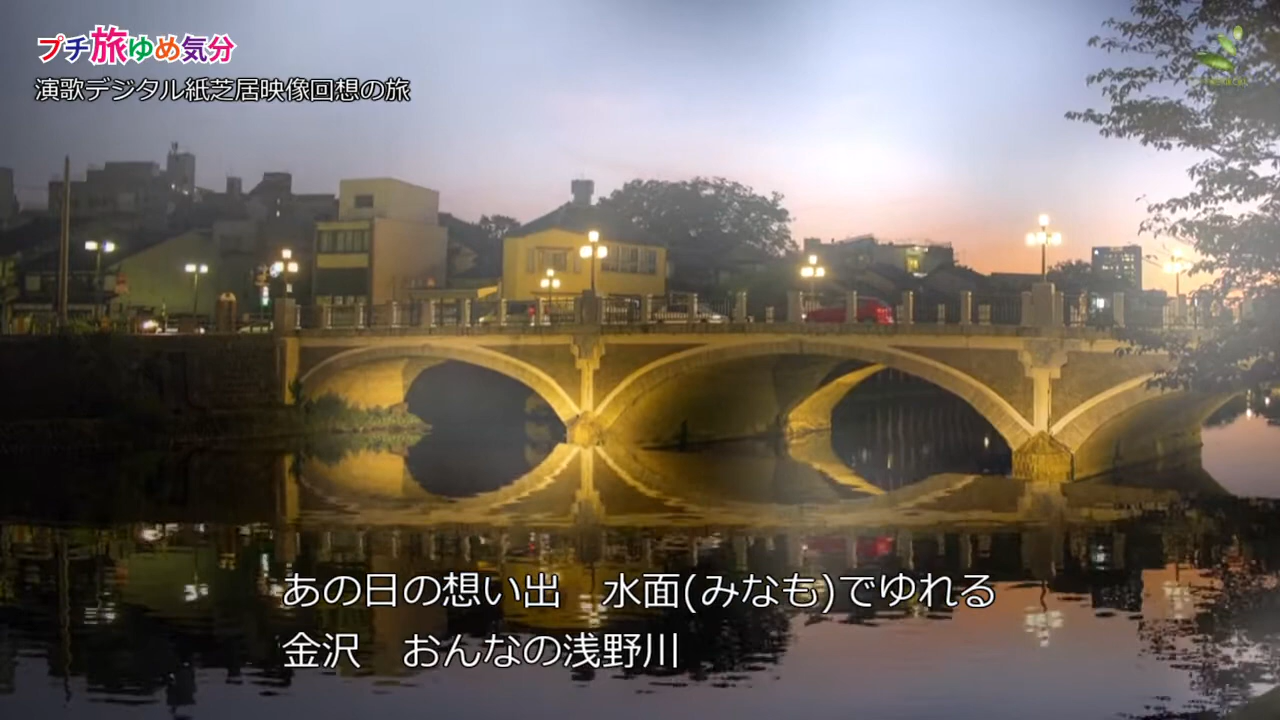 プチ旅ゆめ気分
演歌デジタル紙芝居映像回想の旅
あの日の想い出　水面(みなも)でゆれる
金沢　おんなの浅野川